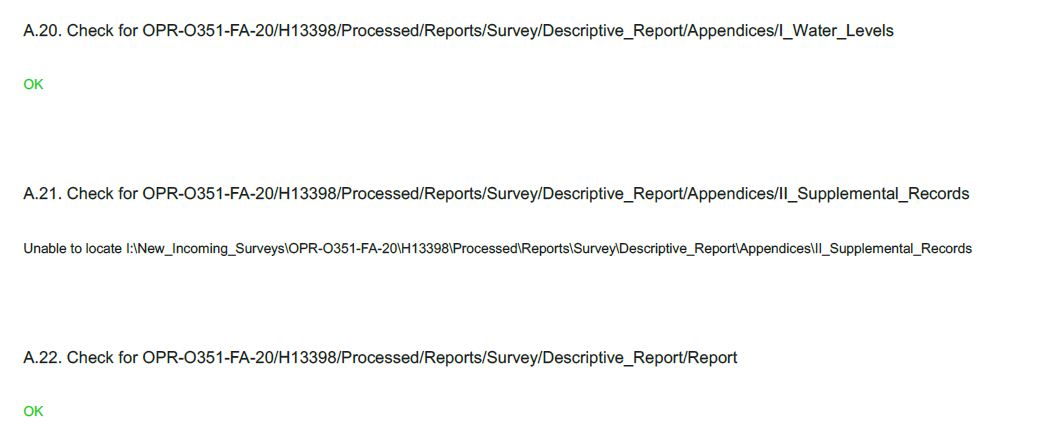 A.20. Check for OPR-O351-FA-20/H13398/Processed/Reports/Survey/Descriptive_Report/Appendices/I_Water_Levels
OK
A.21. Check for OPR-O351-FA-20/H13398/Processed/Reports/Survey/Descriptive_Report/Appendices/II_Supplemental_Records
Unable to locate I:\New_Incoming_Surveys\OPR-O351-FA-20\H13398\Processed\Reports\Survey\Descriptive_Report\Appendices\II_Supplemental_Records
A.22. Check for OPR-O351-FA-20/H13398/Processed/Reports/Survey/Descriptive_Report/Report
OK